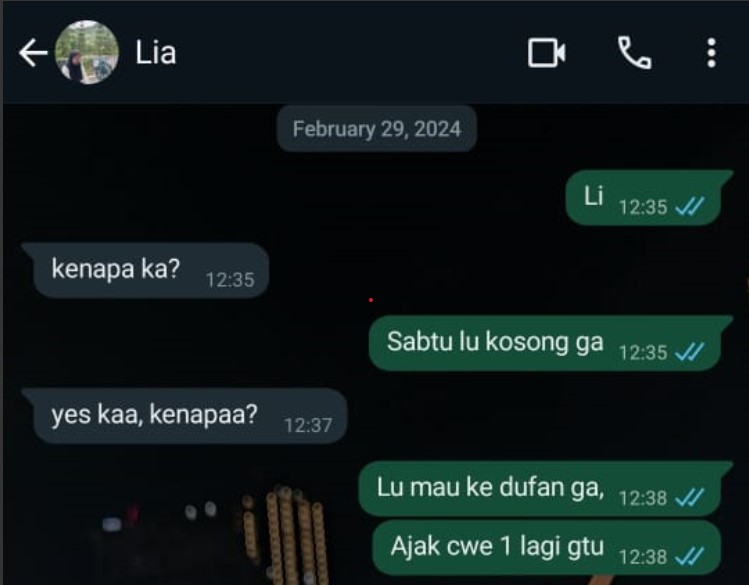 Lia
February 29, 2024
Li 12:35
kenapa ka? 12:35
Sabtu lu kosong ga 12:35
yes kaa, kenapaa? 12:37
Lu mau ke dufan ga, 12:38
Ajak cwe 1 lagi gtu 12:38